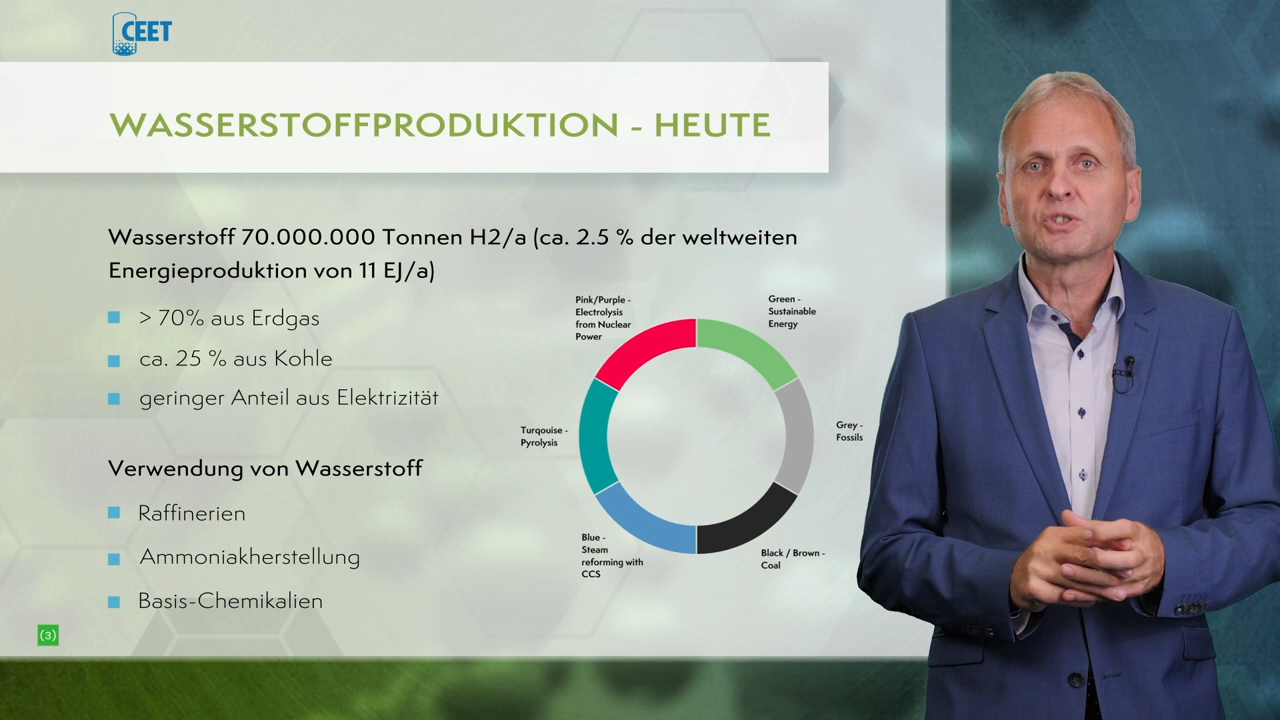 CEET
WASSERSTOFFPRODUKTION - HEUTE
Wasserstoff 70.000.000 Tonnen H2/a (ca. 2.5 % der weltweiten
Energieproduktion von 11 EJ/a)
> 70% aus Erdgas
ca. 25 % aus Kohle
geringer Anteil aus Elektrizität
Verwendung von Wasserstoff
Raffinerien
Ammoniakherstellung
Basis-Chemikalien
(3)
Pink/Purple -
Electrolysis
from Nuclear
Power
Green -
Sustainable
Energy
Turqouise -
Pyrolysis
Grey -
Fossils
Blue -
Steam
reforming with
CCS
Black / Brown -
Coal